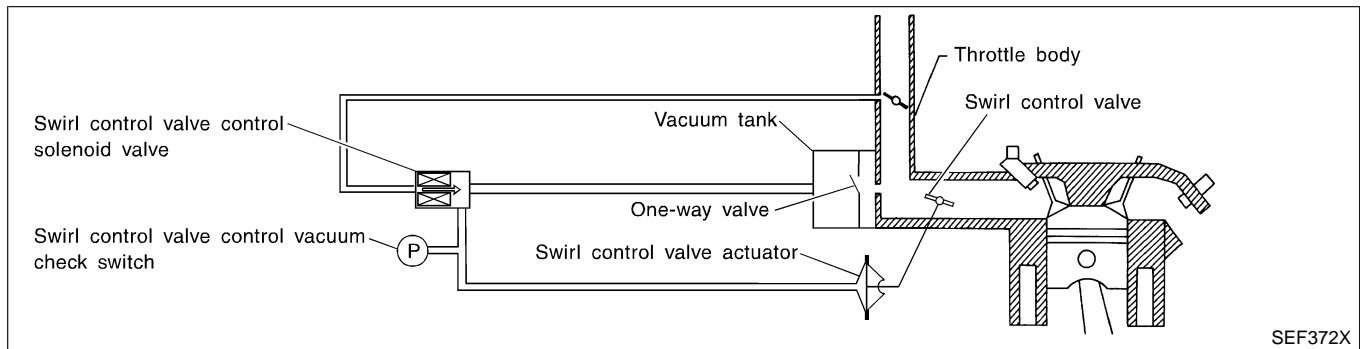 Throttle body
Swirl control valve
Swirl control valve control
solenoid valve
Vacuum tank
One-way valve
Swirl control valve control vacuum
check switch
P
Swirl control valve actuator
SEF372X